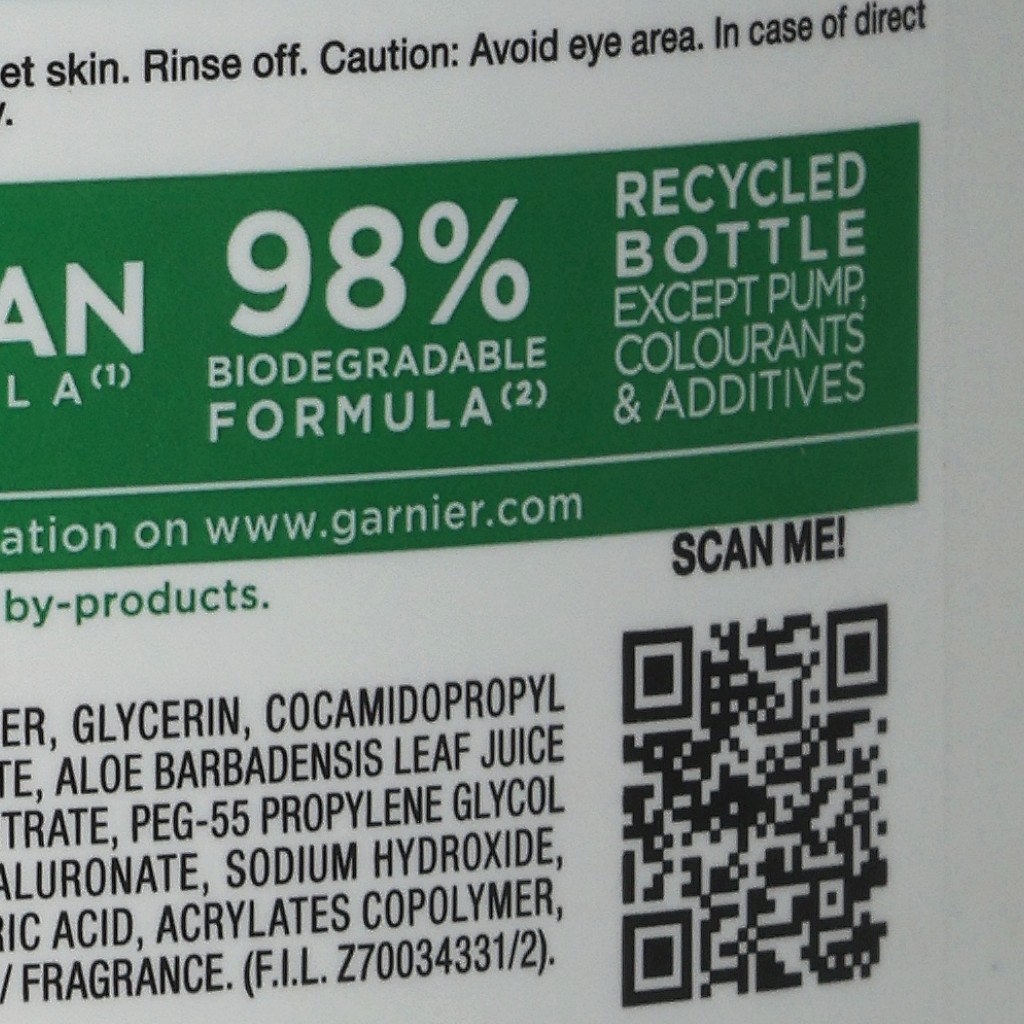 et skin. Rinse off. Caution: Avoid eye area. In case of direct
AN
L A(1)
98%
BIODEGRADABLE
FORMULA(2)
RECYCLED
BOTTLE
EXCEPT PUMP,
COLOURANTS
& ADDITIVES
ation on www.garnier.com
by-products.
SCAN ME!
ER, GLYCERIN, COCAMIDOPROPYL
TE, ALOE BARBADENSIS LEAF JUICE
TRATE, PEG-55 PROPYLENE GLYCOL
ALURONATE, SODIUM HYDROXIDE,
RIC ACID, ACRYLATES COPOLYMER,
/ FRAGRANCE. (F.I.L. Z70034331/2).